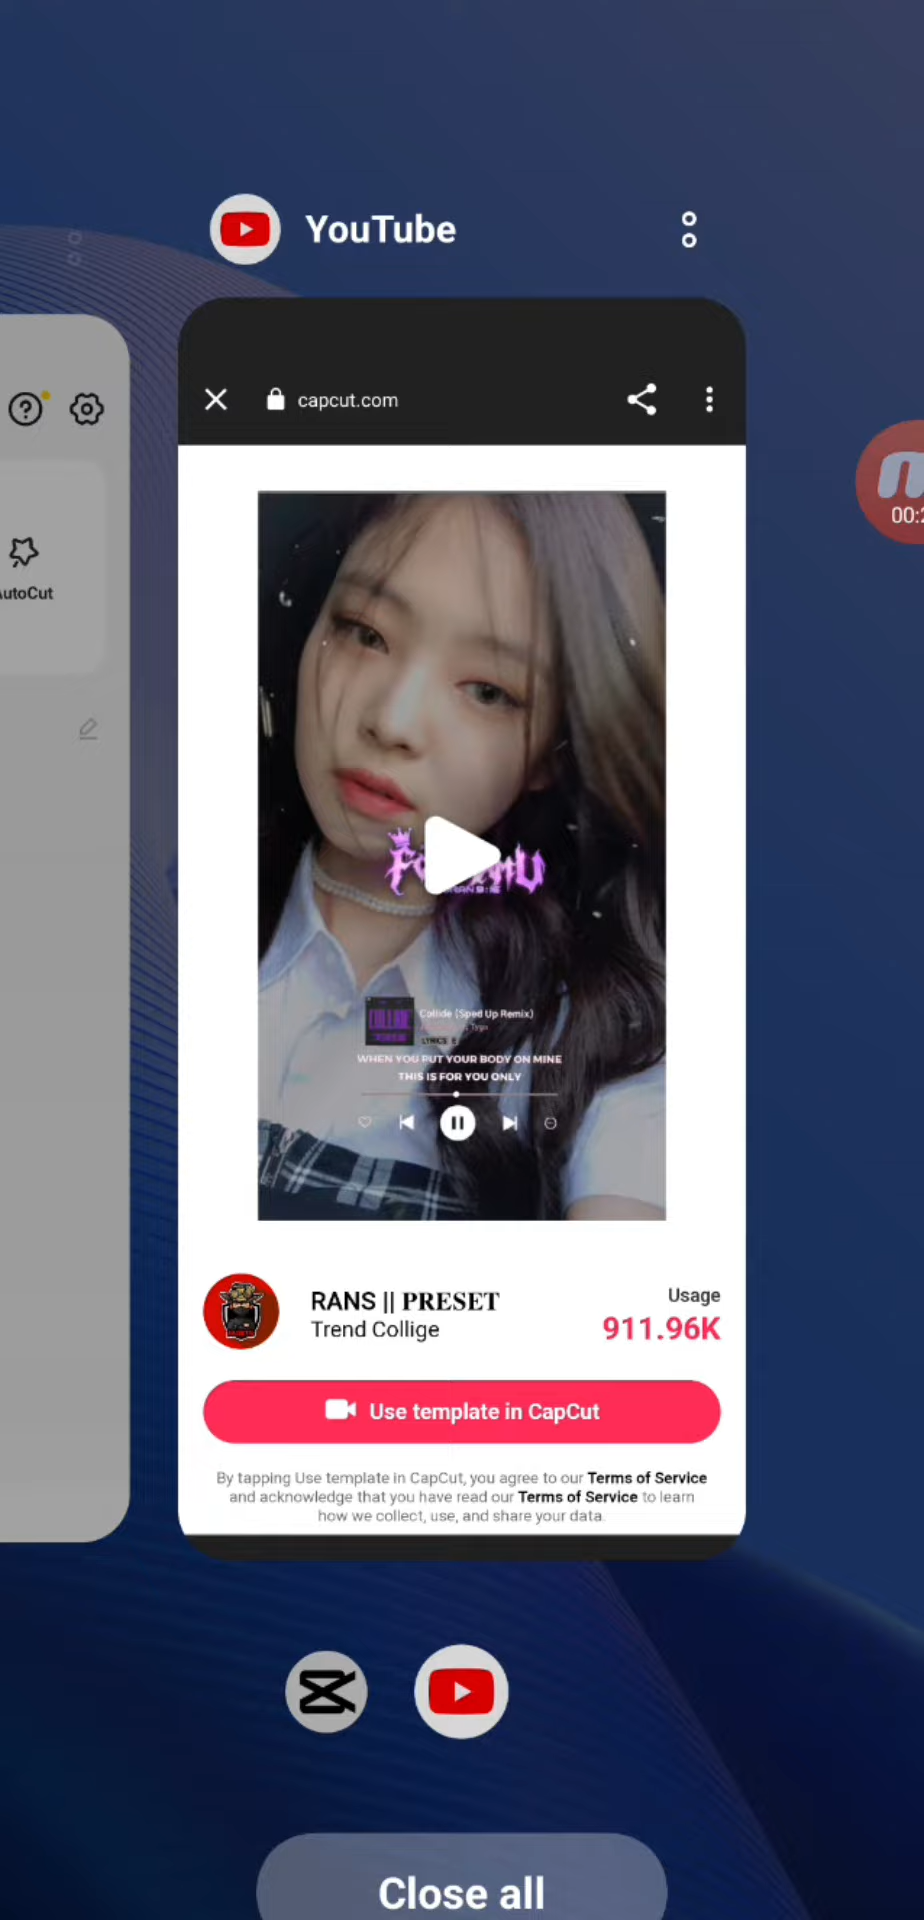 YouTube
capcut.com
AutoCut
Collide (Sped Up Remix)
LYRICS
WHEN YOU PUT YOUR BODY ON MINE
THIS IS FOR YOU ONLY
RANS || PRESET
Trend Collige
Usage
911.96K
Use template in CapCut
By tapping Use template in CapCut, you agree to our Terms of Service
and acknowledge that you have read our Terms of Service to learn
how we collect, use, and share your data.
Close all